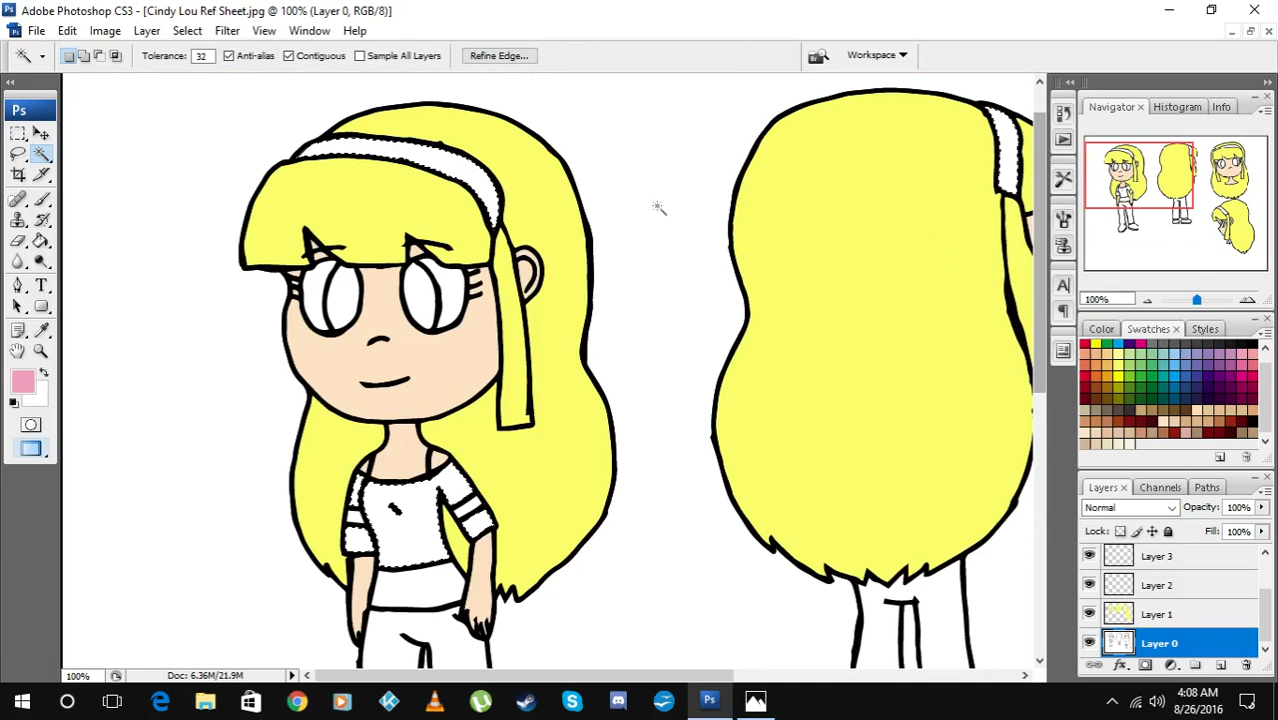 Adobe Photoshop CS3 - [Cindy Lou Ref Sheet.jpg @ 100% (Layer 0, RGB/8)]
Ps File Edit Image Layer Select Filter View Window Help
Tolerance: 32 Anti-alias Contiguous Sample All Layers Refine Edge... Br Workspace
Ps
Navigator Histogram Info
100%
Color Swatches Styles
Layers Channels Paths
Normal Opacity: 100%
Lock: Fill: 100%
Layer 3
Layer 2
Layer 1
Layer 0
T
A
100% Doc: 6.36M/21.9M
Ps
4:08 AM
8/26/2016